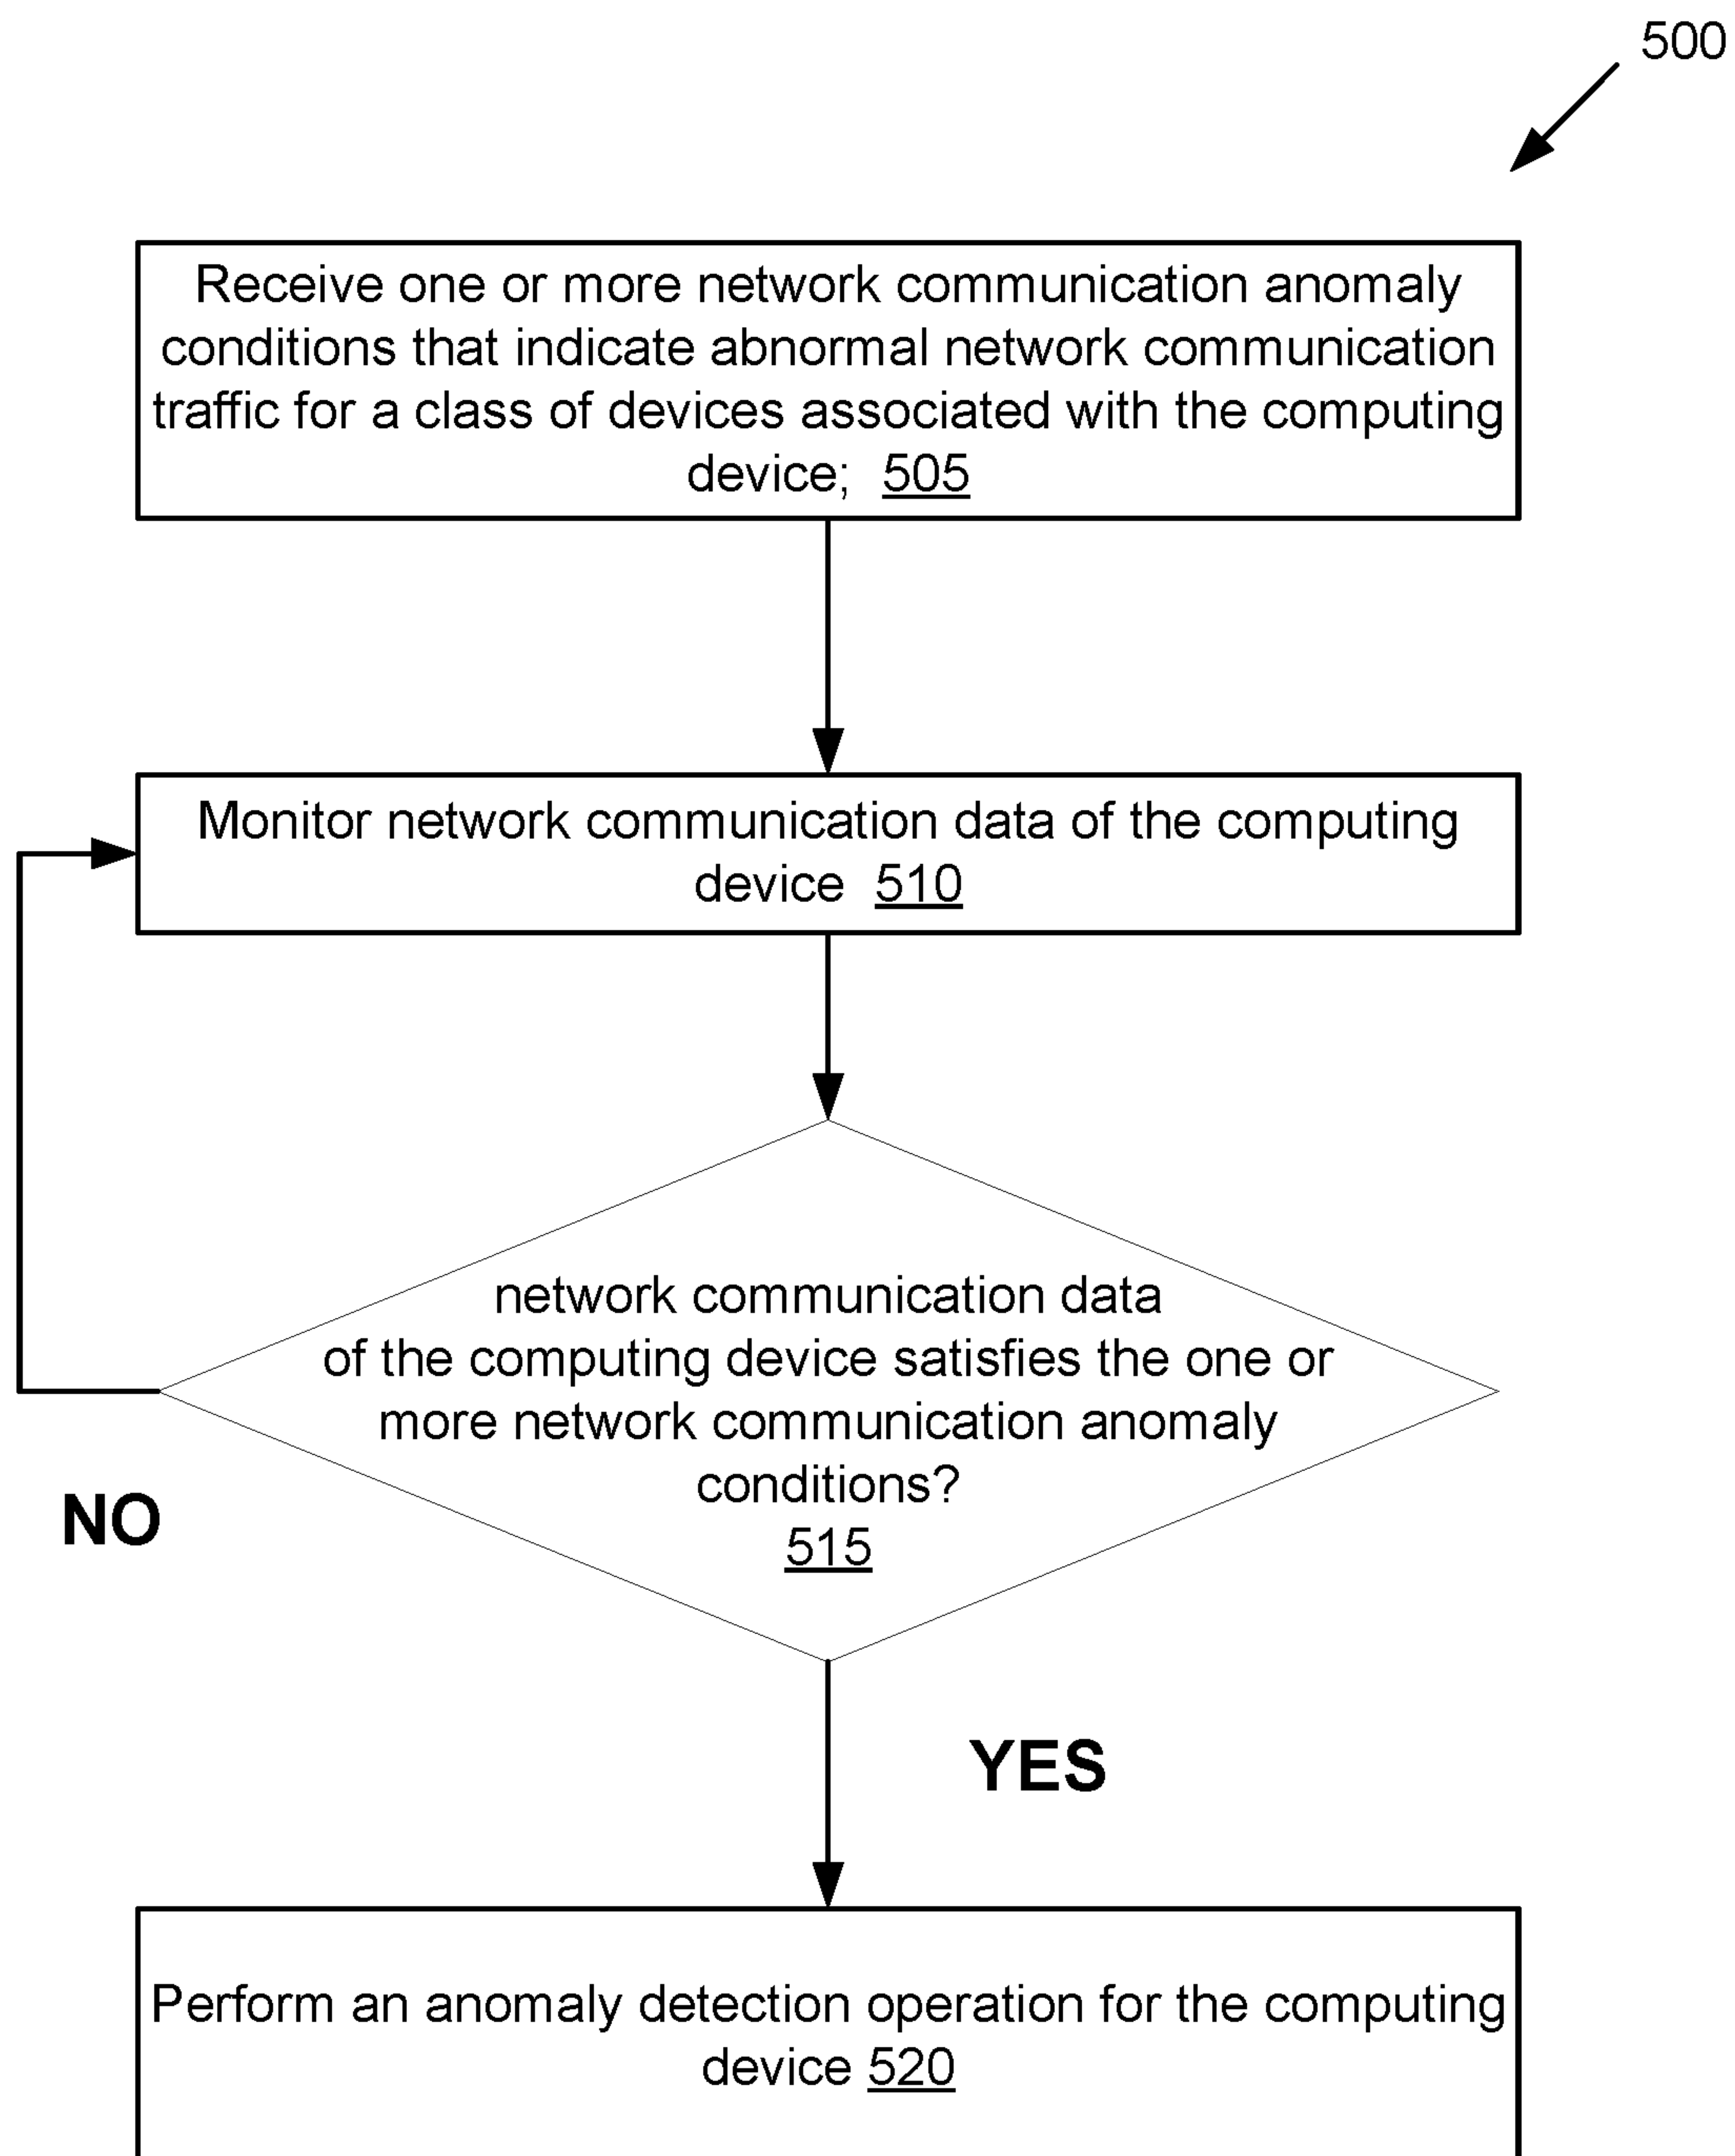 500
Receive one or more network communication anomaly
conditions that indicate abnormal network communication
traffic for a class of devices associated with the computing
device; 505
Monitor network communication data of the computing
device 510
network communication data
of the computing device satisfies the one or
more network communication anomaly
conditions?
515
NO
YES
Perform an anomaly detection operation for the computing
device 520